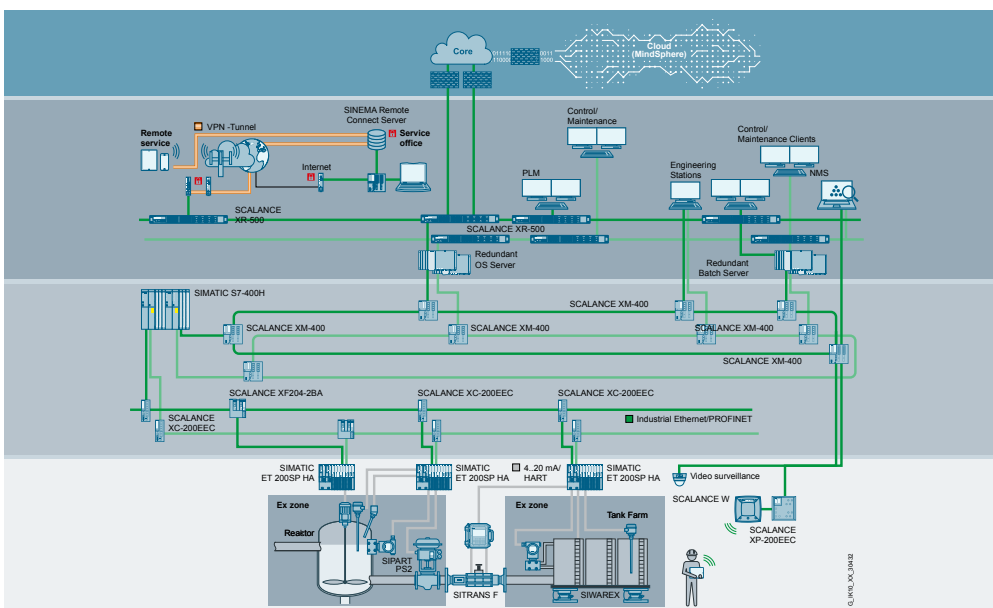 Core
011110
110000
0011
1000
Cloud
(MindSphere)
SINEMA Remote
Connect Server
VPN -Tunnel
Remote
service
Service
office
Internet
Control/
Maintenance
PLM
Control/
Maintenance Clients
Engineering
Stations
NMS
SCALANCE
XR-500
SCALANCE XR-500
Redundant
OS Server
Redundant
Batch Server
SIMATIC S7-400H
SCALANCE XM-400
SCALANCE XM-400
SCALANCE XM-400
SCALANCE XM-400
SCALANCE XM-400
SCALANCE XF204-2BA
SCALANCE XC-200EEC
SCALANCE XC-200EEC
SCALANCE
XC-200EEC
Industrial Ethernet/PROFINET
SIMATIC
ET 200SP HA
SIMATIC
ET 200SP HA
4..20 mA/
HART
SIMATIC
ET 200SP HA
Video surveillance
SCALANCE W
SCALANCE
XP-200EEC
Ex zone
Reaktor
SIPART
PS2
SITRANS F
Ex zone
Tank Farm
SIWAREX
G_IK10_XX_30432